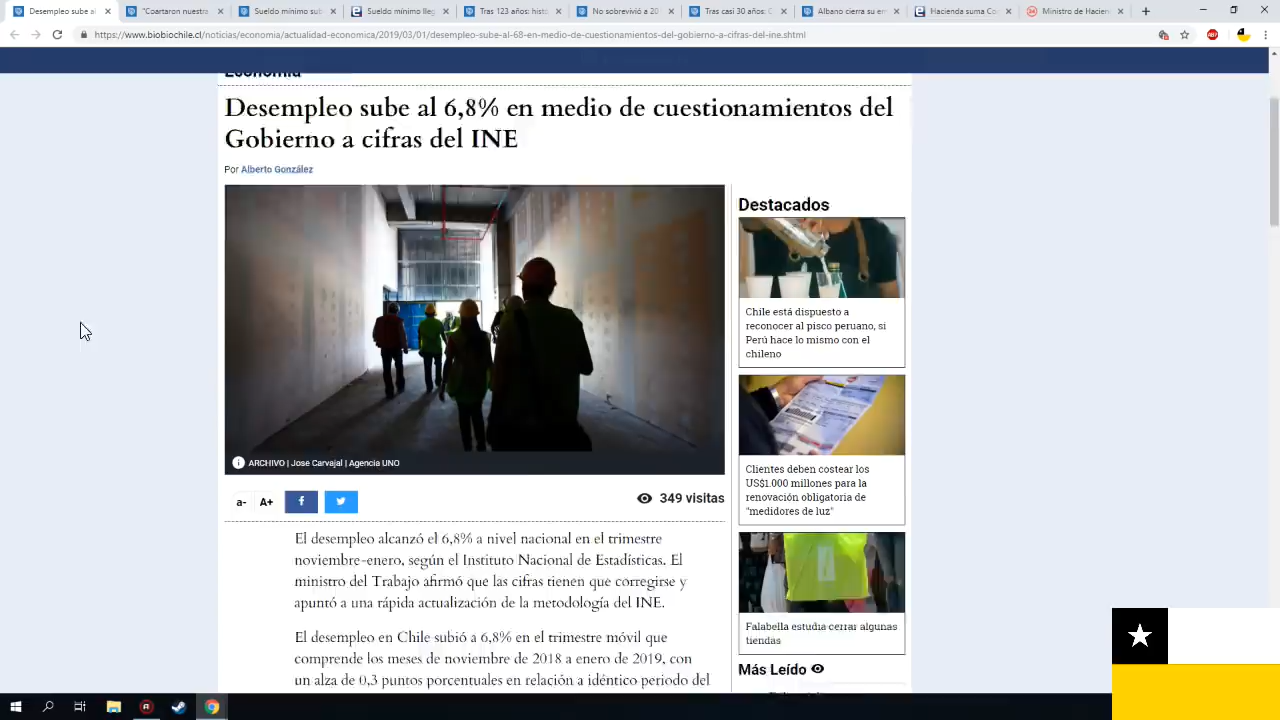 Desempleo sube al
"Coartaron nuestra
Sueldo mínimo sub
Sueldo mínimo lleg
Tras 123 años: hist
No sobrevivió a 20
Tras casi 30 años: C
Albano cierra su em
Hacienda suma Co
Ministro de Hacien
https://www.biobiochile.cl/noticias/economia/actualidad-economica/2019/03/01/desempleo-sube-al-68-en-medio-de-cuestionamientos-del-gobierno-a-cifras-del-ine.shtml
Economía
Desempleo sube al 6,8% en medio de cuestionamientos del
Gobierno a cifras del INE
Por Alberto González
ARCHIVO | Jose Carvajal | Agencia UNO
a- A+
349 visitas
El desempleo alcanzó el 6,8% a nivel nacional en el trimestre
noviembre-enero, según el Instituto Nacional de Estadísticas. El
ministro del Trabajo afirmó que las cifras tienen que corregirse y
apuntó a una rápida actualización de la metodología del INE.
El desempleo en Chile subió a 6,8% en el trimestre móvil que
comprende los meses de noviembre de 2018 a enero de 2019, con
un alza de 0,3 puntos porcentuales en relación a idéntico periodo del
Destacados
Chile está dispuesto a
reconocer al pisco peruano, si
Perú hace lo mismo con el
chileno
Clientes deben costear los
US$1.000 millones para la
renovación obligatoria de
"medidores de luz"
Falabella estudia cerrar algunas
tiendas
Más Leído